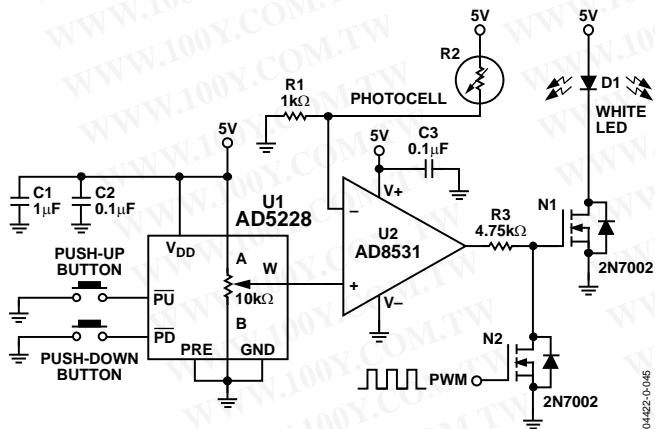 5V
5V
R2
R1
1kΩ
PHOTOCELL
D1
WHITE
LED
5V
C3
0.1μF
5V
C1
1μF
C2
0.1μF
U1
AD5228
V+
–
U2
AD8531
+
V–
R3
4.75kΩ
N1
2N7002
VDD
A
W
10kΩ
B
PUSH-UP
BUTTON
PU
PD
PUSH-DOWN
BUTTON
PRE
GND
PWM
N2
2N7002
04422-0-045
WWW.100Y.COM.TW